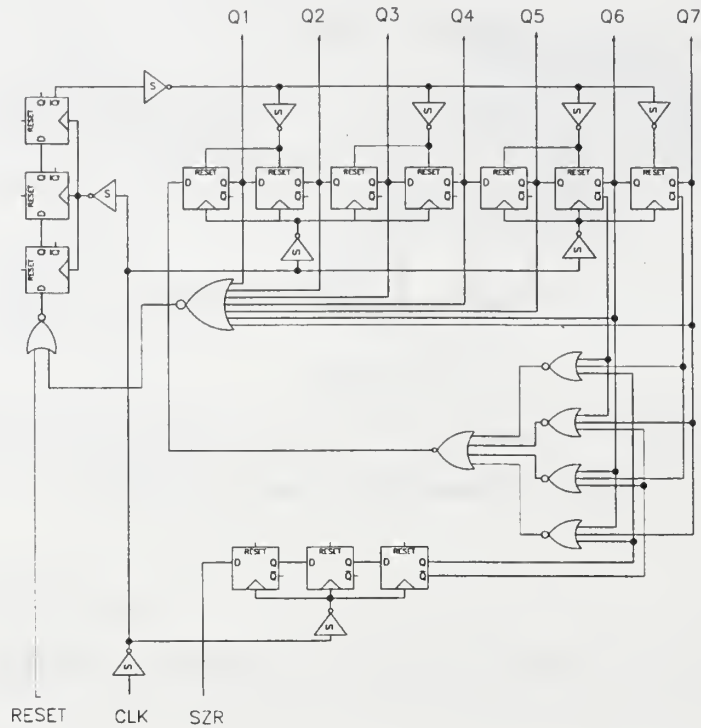 Q1 Q2 Q3 Q4 Q5 Q6 Q7
S
Q Q̅
RESET
D
S S S S
Q Q̅
RESET
D
S
RESET RESET RESET RESET RESET RESET RESET
D Q D Q D Q D Q D Q D Q D Q
Q̅ Q̅ Q̅ Q̅ Q̅ Q̅ Q̅
Q Q̅
RESET
D
S S
RESET RESET RESET
D Q D Q D Q
Q̅ Q̅ Q̅
S
S
RESET CLK SZR